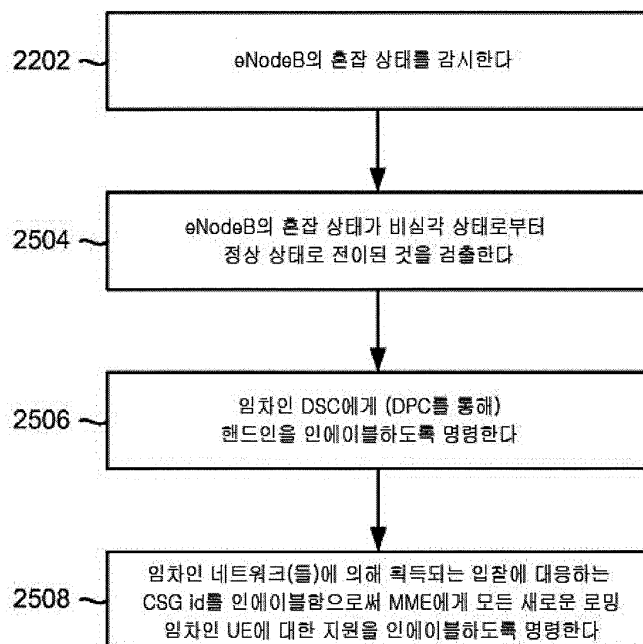 2202
eNodeB의 혼잡 상태를 감시한다
2504
eNodeB의 혼잡 상태가 비심각 상태로부터
정상 상태로 전이된 것을 검출한다
2506
임차인 DSC에게 (DPC를 통해)
핸드인을 인에이블하도록 명령한다
2508
임차인 네트워크(들)에 의해 획득되는 입찰에 대응하는
CSG id를 인에이블함으로써 MME에게 모든 새로운 로밍
임차인 UE에 대한 지원을 인에이블하도록 명령한다